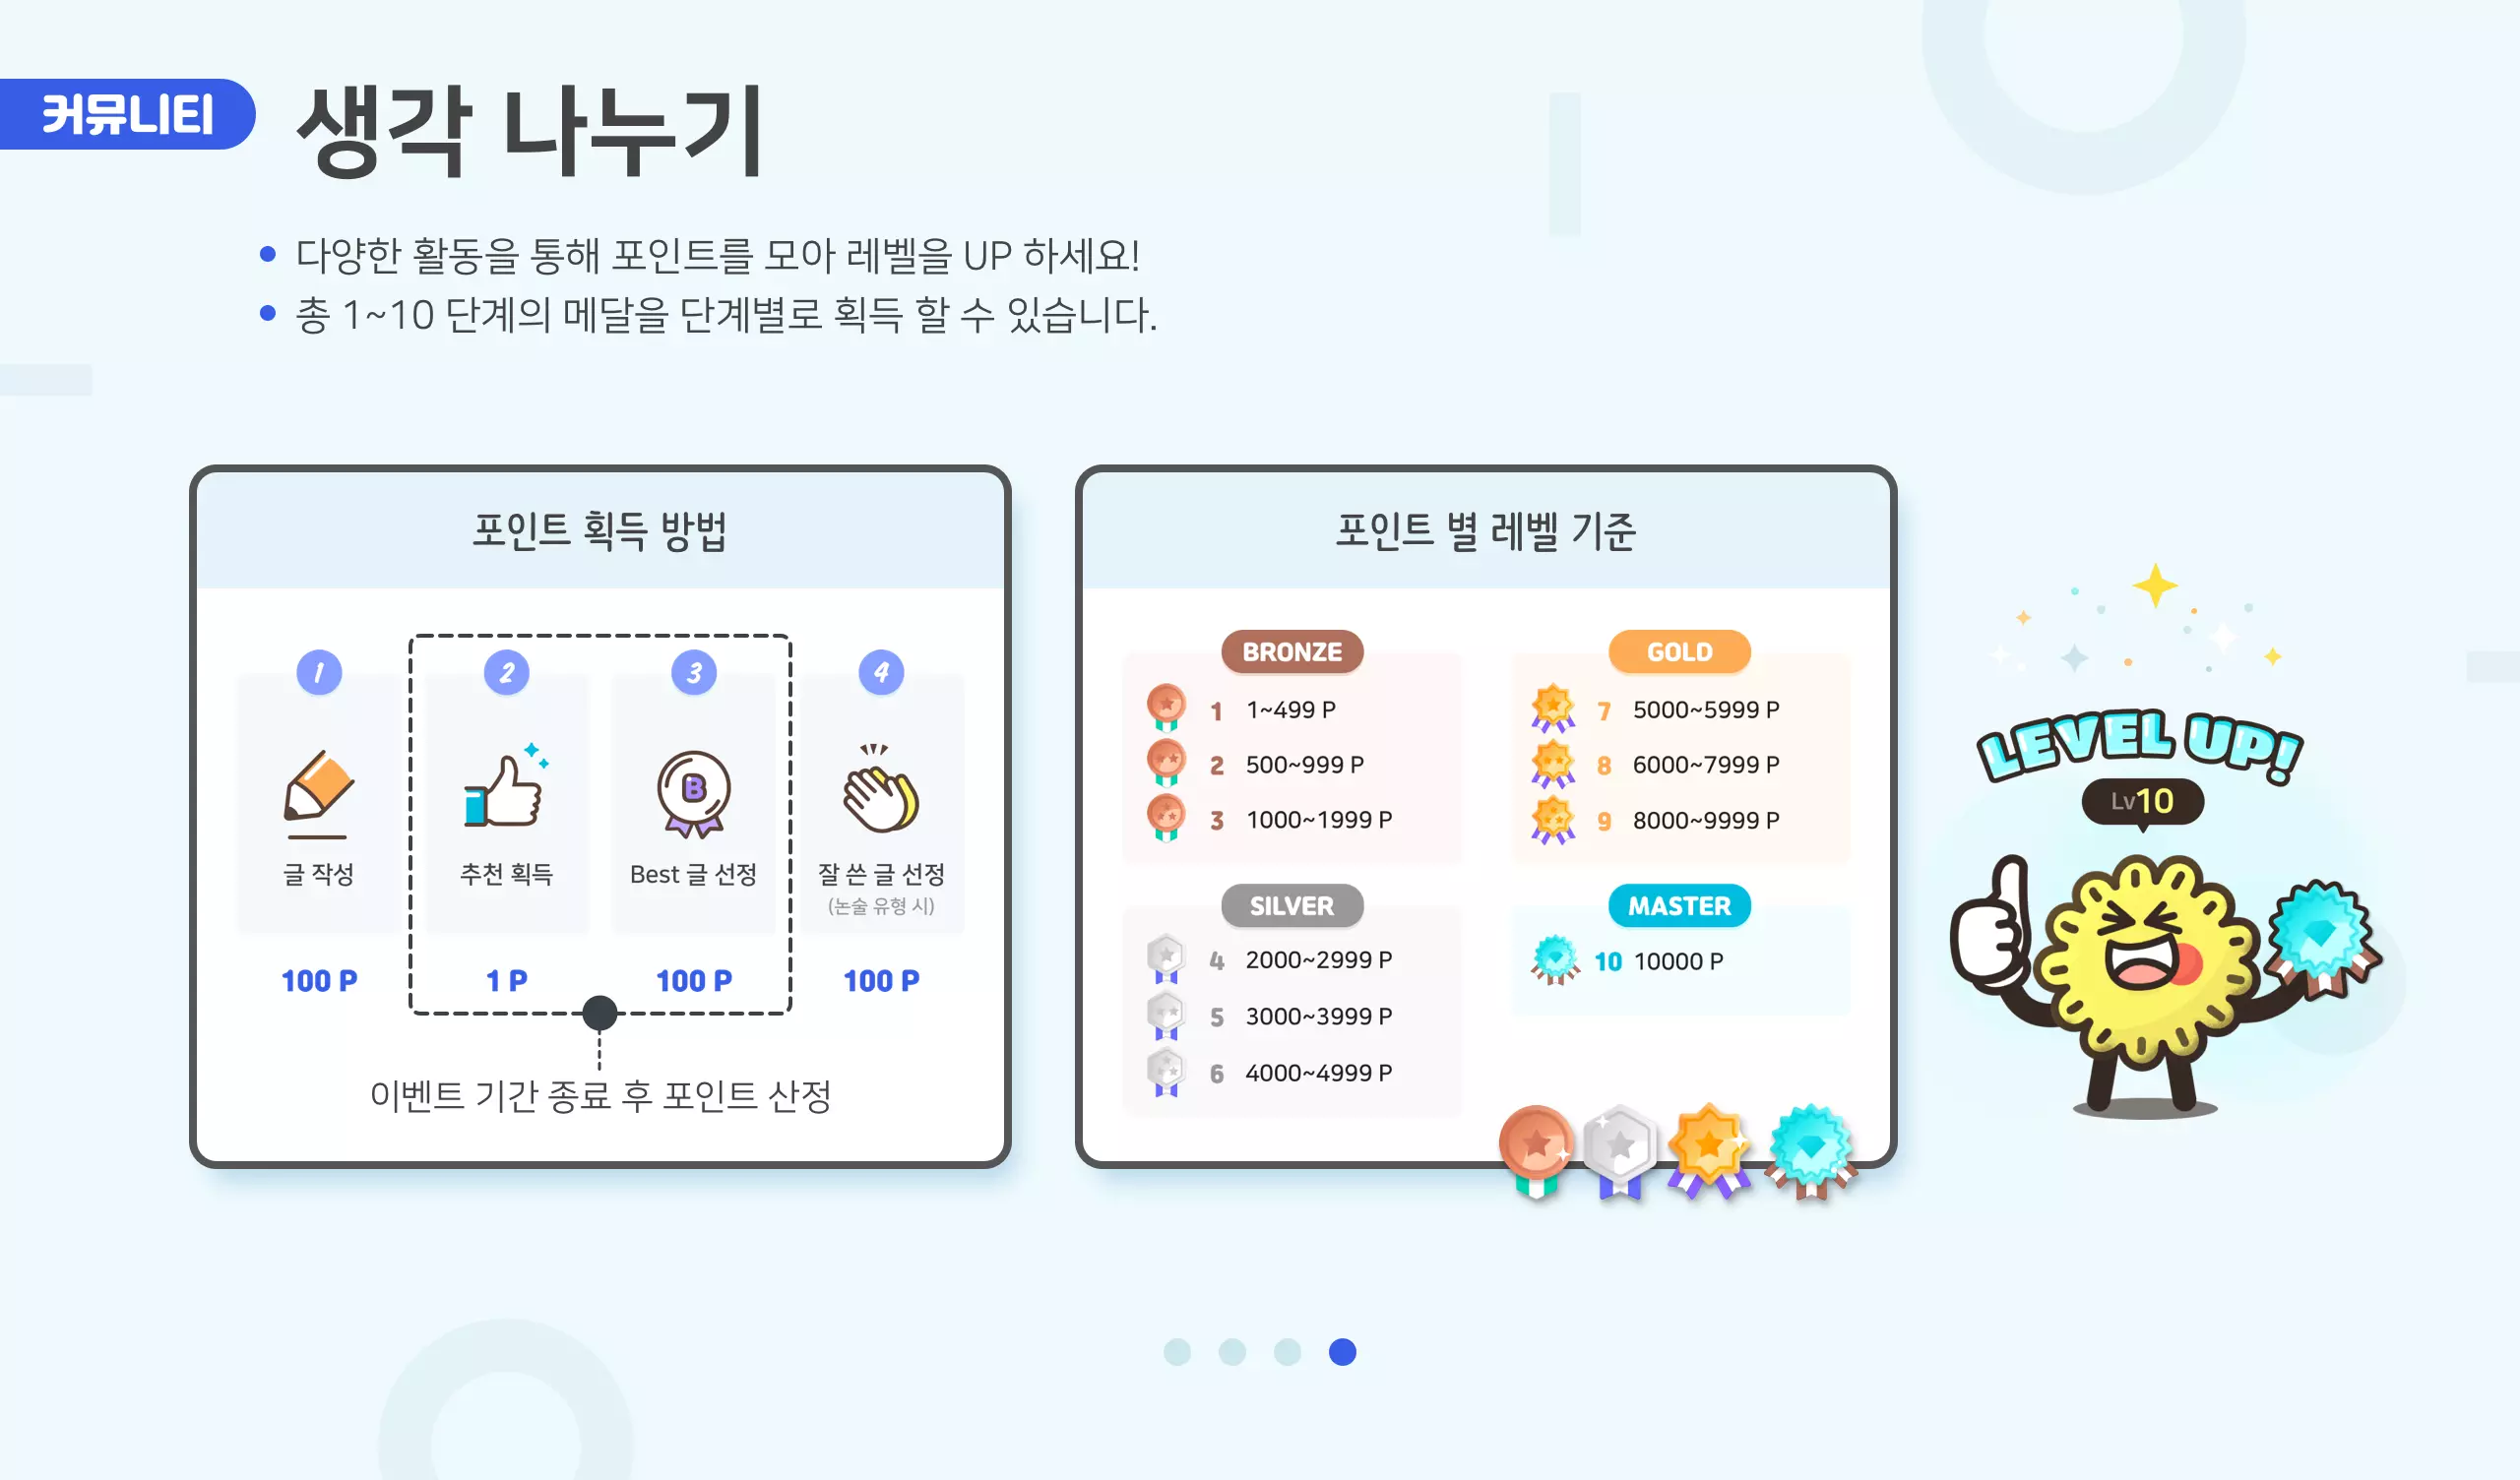 커뮤니티
생각 나누기
다양한 활동을 통해 포인트를 모아 레벨을 UP 하세요!
총 1~10 단계의 메달을 단계별로 획득 할 수 있습니다.
포인트 획득 방법
1
글 작성
100 P
2
추천 획득
1 P
3
B
Best 글 선정
100 P
4
잘 쓴 글 선정
(논술 유형 시)
100 P
이벤트 기간 종료 후 포인트 산정
포인트 별 레벨 기준
BRONZE
1 1~499 P
2 500~999 P
3 1000~1999 P
SILVER
4 2000~2999 P
5 3000~3999 P
6 4000~4999 P
GOLD
7 5000~5999 P
8 6000~7999 P
9 8000~9999 P
MASTER
10 10000 P
LEVEL UP!
Lv10